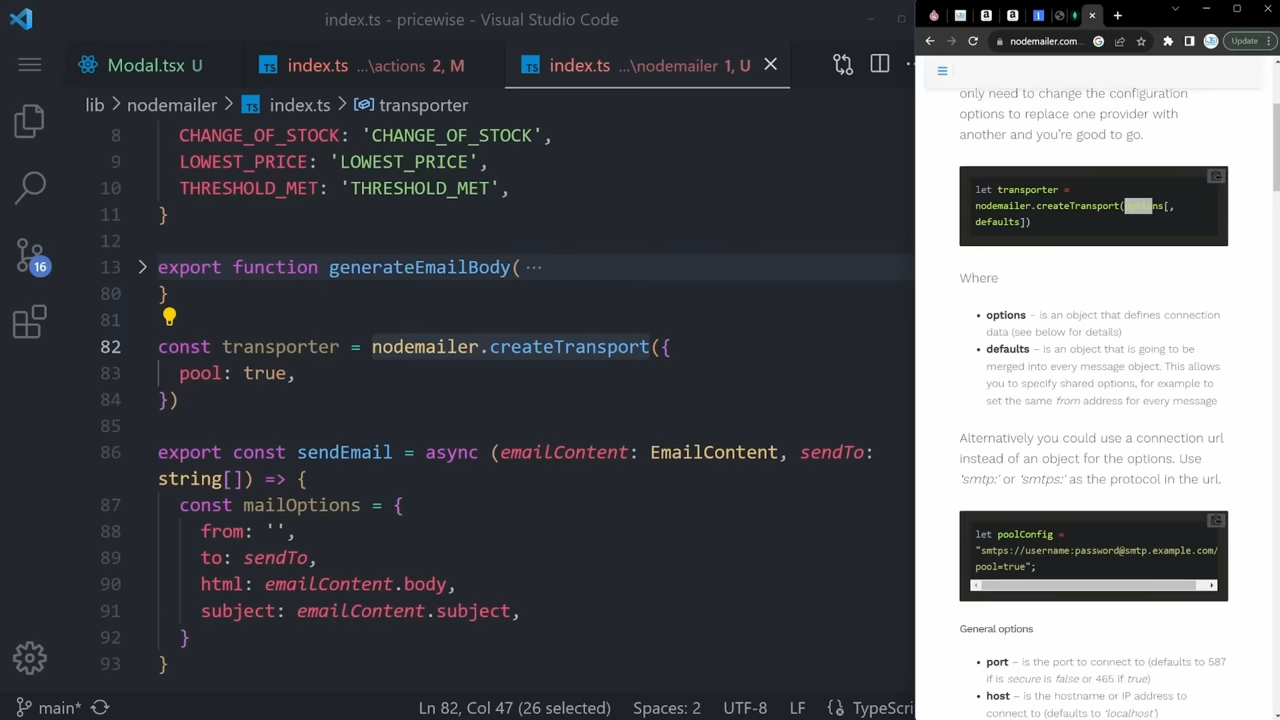 index.ts - pricewise - Visual Studio Code
Modal.tsx U
index.ts ...\actions 2, M
index.ts ...\nodemailer 1, U
lib > nodemailer > index.ts > transporter
8 CHANGE_OF_STOCK: 'CHANGE_OF_STOCK',
9 LOWEST_PRICE: 'LOWEST_PRICE',
10 THRESHOLD_MET: 'THRESHOLD_MET',
11 }
12
13 export function generateEmailBody( ···
80 }
81
82 const transporter = nodemailer.createTransport({
83 pool: true,
84 })
85
86 export const sendEmail = async (emailContent: EmailContent, sendTo:
string[]) => {
87 const mailOptions = {
88 from: '',
89 to: sendTo,
90 html: emailContent.body,
91 subject: emailContent.subject,
92 }
93 }
16
main*
Ln 82, Col 47 (26 selected)
Spaces: 2
UTF-8
LF
{} TypeScri
nodemailer.com...
Update
only need to change the configuration
options to replace one provider with
another and you're good to go.
let transporter =
nodemailer.createTransport(options[,
defaults])
Where
• options – is an object that defines connection
data (see below for details)
• defaults – is an object that is going to be
merged into every message object. This allows
you to specify shared options, for example to
set the same from address for every message
Alternatively you could use a connection url
instead of an object for the options. Use
‘smtp:’ or ‘smtps:’ as the protocol in the url.
let poolConfig =
"smtps://username:password@smtp.example.com/
pool=true";
General options
• port – is the port to connect to (defaults to 587
if is secure is false or 465 if true)
• host – is the hostname or IP address to
connect to (defaults to ‘localhost’)